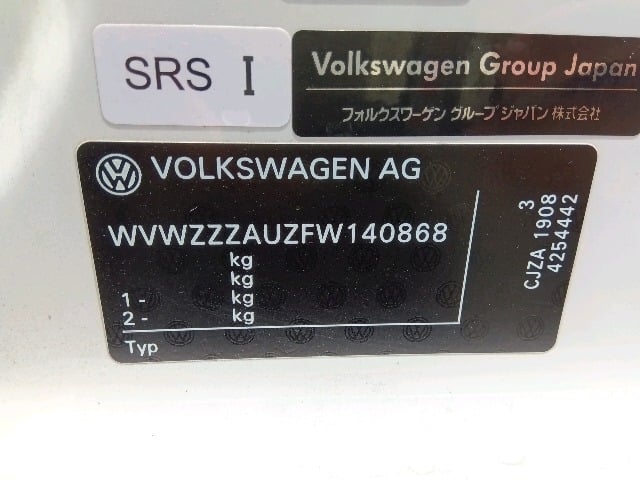 SRS I
Volkswagen Group Japan
フォルクスワーゲン グループ ジャパン 株式会社
VOLKSWAGEN AG
WVWZZZAUZFW140868
kg
kg
1 - kg
2 - kg
Typ
3
CJZA 1908
4254442